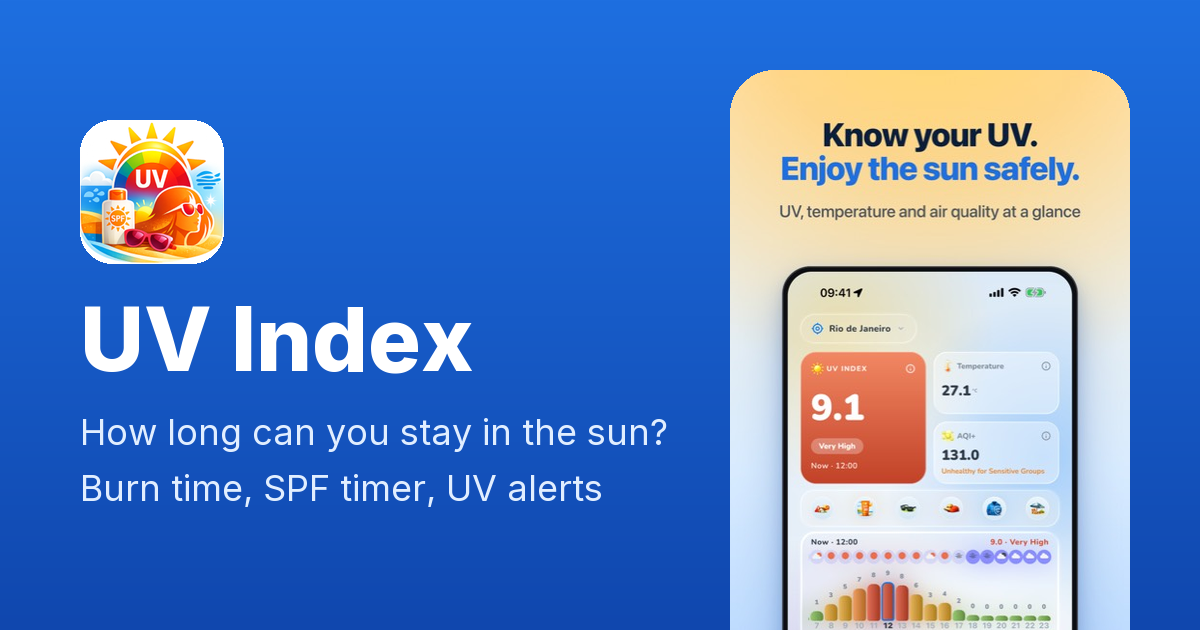 UV
SPF
UV Index
How long can you stay in the sun?
Burn time, SPF timer, UV alerts
Know your UV.
Enjoy the sun safely.
UV, temperature and air quality at a glance
09:41
Rio de Janeiro
UV INDEX
9.1
Very High
Now · 12:00
Temperature
27.1 °C
AQI+
131.0
Unhealthy for Sensitive Groups
Now · 12:00 9.0 · Very High
1 3 5 7 8 9 8 6 3 4 2 0 0 0 0 0 0
7 8 9 10 11 12 13 14 15 16 17 18 19 20 21 22 23